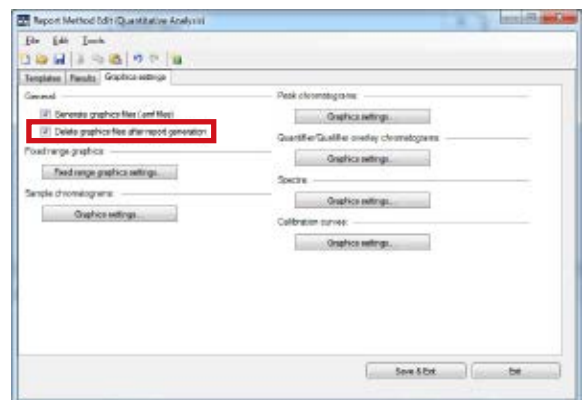 Report Method Edit (Quantitative Analysis)
File Edit Tools
Templates Results Graphics settings
General
Generate graphics files (.emf files)
Delete graphics files after report generation
Fixed range graphics
Fixed range graphics settings...
Sample chromatograms
Graphics settings...
Peak chromatograms
Graphics settings...
Quantifier/Qualifier overlay chromatograms
Graphics settings...
Spectra
Graphics settings...
Calibration curves
Graphics settings...
Save & Exit
Exit